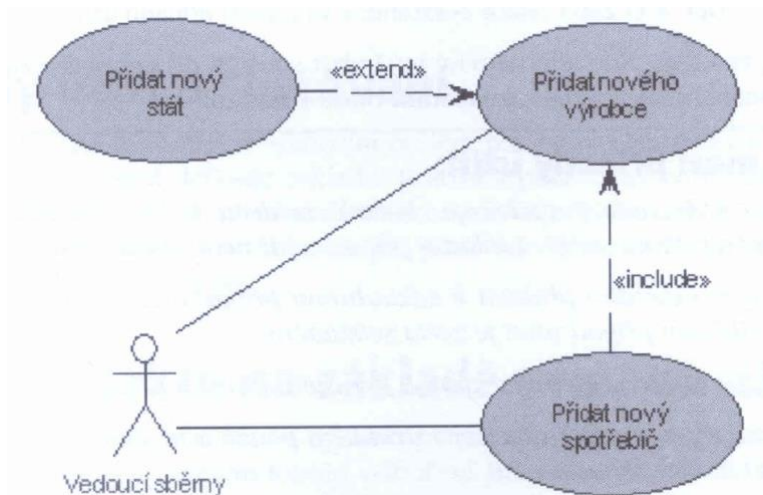 Přidat nový
stát
«extend»
Přidat nového
výrobce
«include»
Přidat nový
spotřebič
Vedoucí sběrny